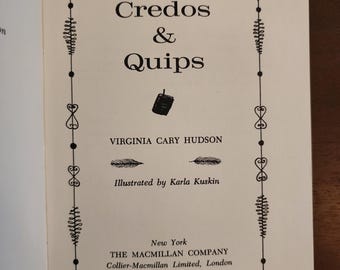 Credos
&
Quips
VIRGINIA CARY HUDSON
Illustrated by Karla Kuskin
New York
THE MACMILLAN COMPANY
Collier-Macmillan Limited, London